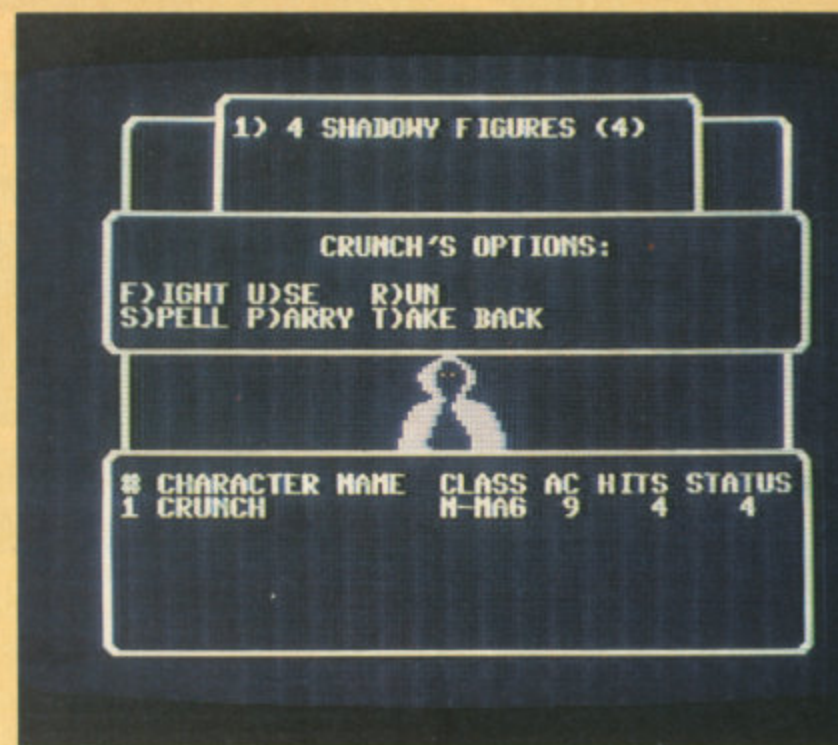 1) 4 SHADOWY FIGURES (4)
CRUNCH'S OPTIONS:
F)IGHT U)SE R)UN
S)PELL P)ARRY T)AKE BACK
# CHARACTER NAME CLASS AC HITS STATUS
1 CRUNCH N-MAG 9 4 4